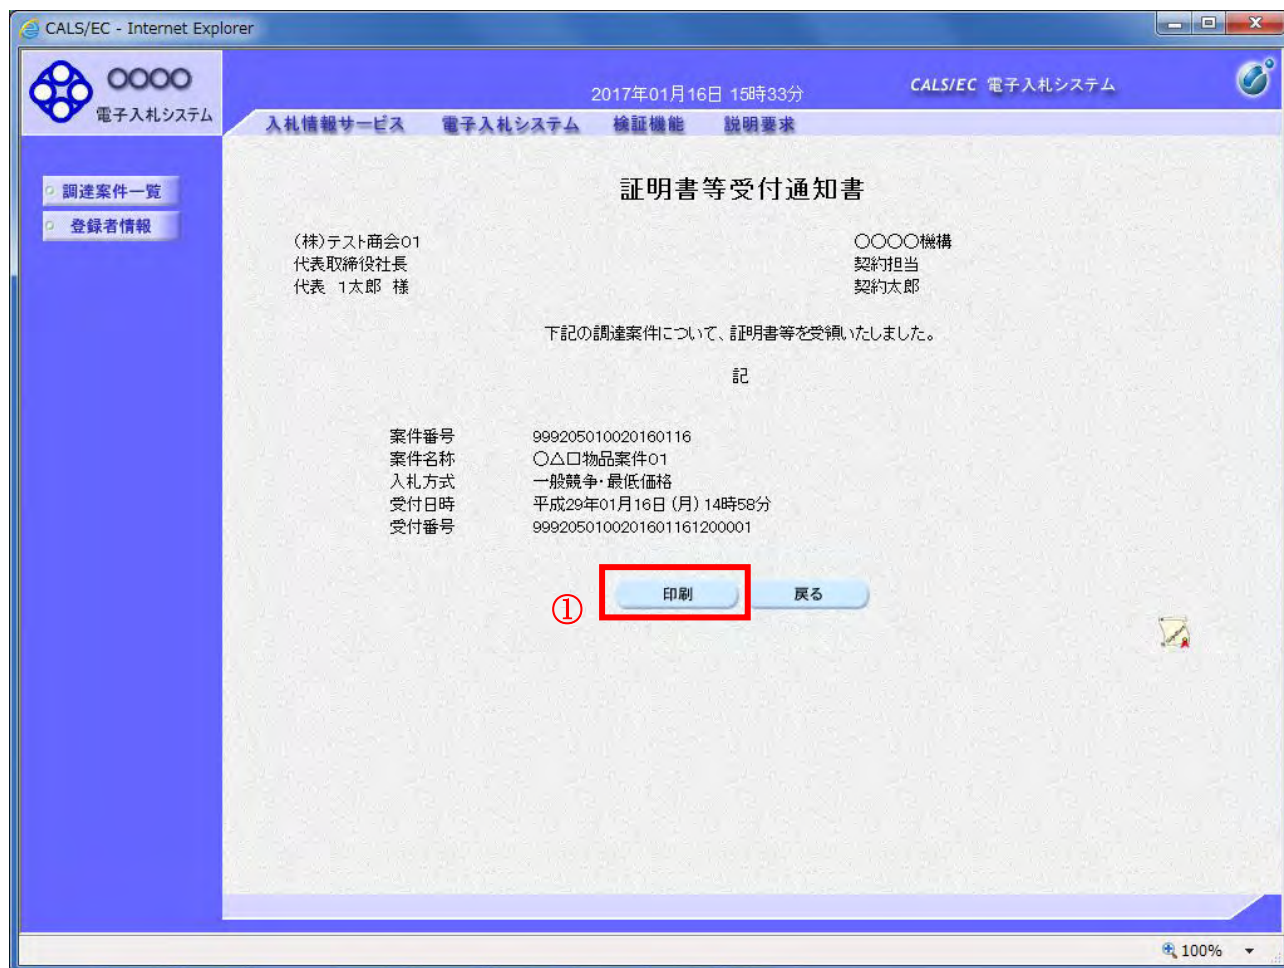 CALS/EC - Internet Explorer
〇〇〇〇
電子入札システム
2017年01月16日 15時33分
CALS/EC 電子入札システム
入札情報サービス 電子入札システム 検証機能 説明要求
調達案件一覧
登録者情報
証明書等受付通知書
(株)テスト商会01 〇〇〇〇機構
代表取締役社長 契約担当
代表 1太郎 様 契約太郎
下記の調達案件について、証明書等を受領いたしました。
記
案件番号 999205010020160116
案件名称 〇△口物品案件01
入札方式 一般競争・最低価格
受付日時 平成29年01月16日 (月) 14時58分
受付番号 9992050100201601161200001
① 印刷 戻る
100%